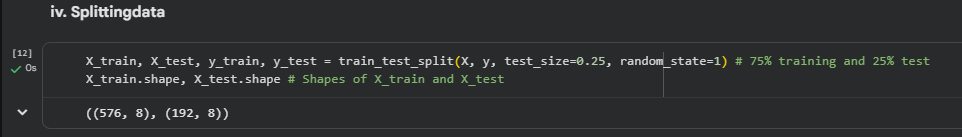 iv. Splittingdata
[12]
0s
X_train, X_test, y_train, y_test = train_test_split(X, y, test_size=0.25, random_state=1) # 75% training and 25% test
X_train.shape, X_test.shape # Shapes of X_train and X_test
((576, 8), (192, 8))